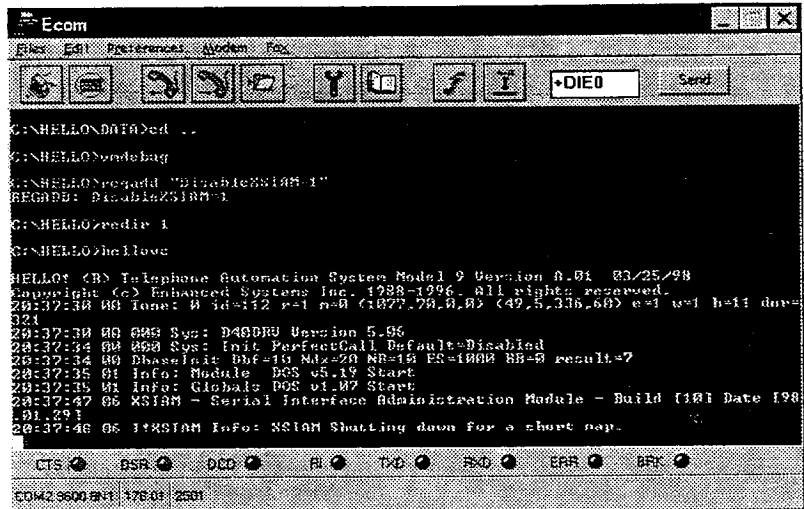 Ecom
Files Edit Preferences Modem Fax
+DIE0 Send
C:\HELLO\DATA>cd ..
C:\HELLO>vmdebug
C:\HELLO>regadd "DisableXSIAM=1"
REGADD: DisableXSIAM=1
C:\HELLO>redir 1
C:\HELLO>hellovc
HELLO! (R) Telephone Automation System Model 9 Version 8.01 03/25/98
Copyright (c) Enhanced Systems Inc. 1988-1996. All rights reserved.
20:37:30 00 Tone: 0 id=112 r=1 n=0 (1077,70,0,0) (49,5,336,60) e=1 w=1 h=11 dur=
321
20:37:30 00 000 Sys: D40DRV Version 5.06
20:37:34 00 000 Sys: Init PerfectCall Default=Disabled
20:37:34 00 DbaseInit Dbf=10 Ndx=20 NR=10 ES=1000 BB=0 result=7
20:37:35 01 Info: Module DOS v5.19 Start
20:37:35 01 Info: Globals DOS v1.07 Start
20:37:47 06 XSIAM - Serial Interface Administration Module - Build [10] Date [98
.01.29]
20:37:48 06 Info: XSIAM Shutting down for a short nap.
CTS DSR DCD RI TXD RXD ERR BRK
COM2 9600 8N1 2501